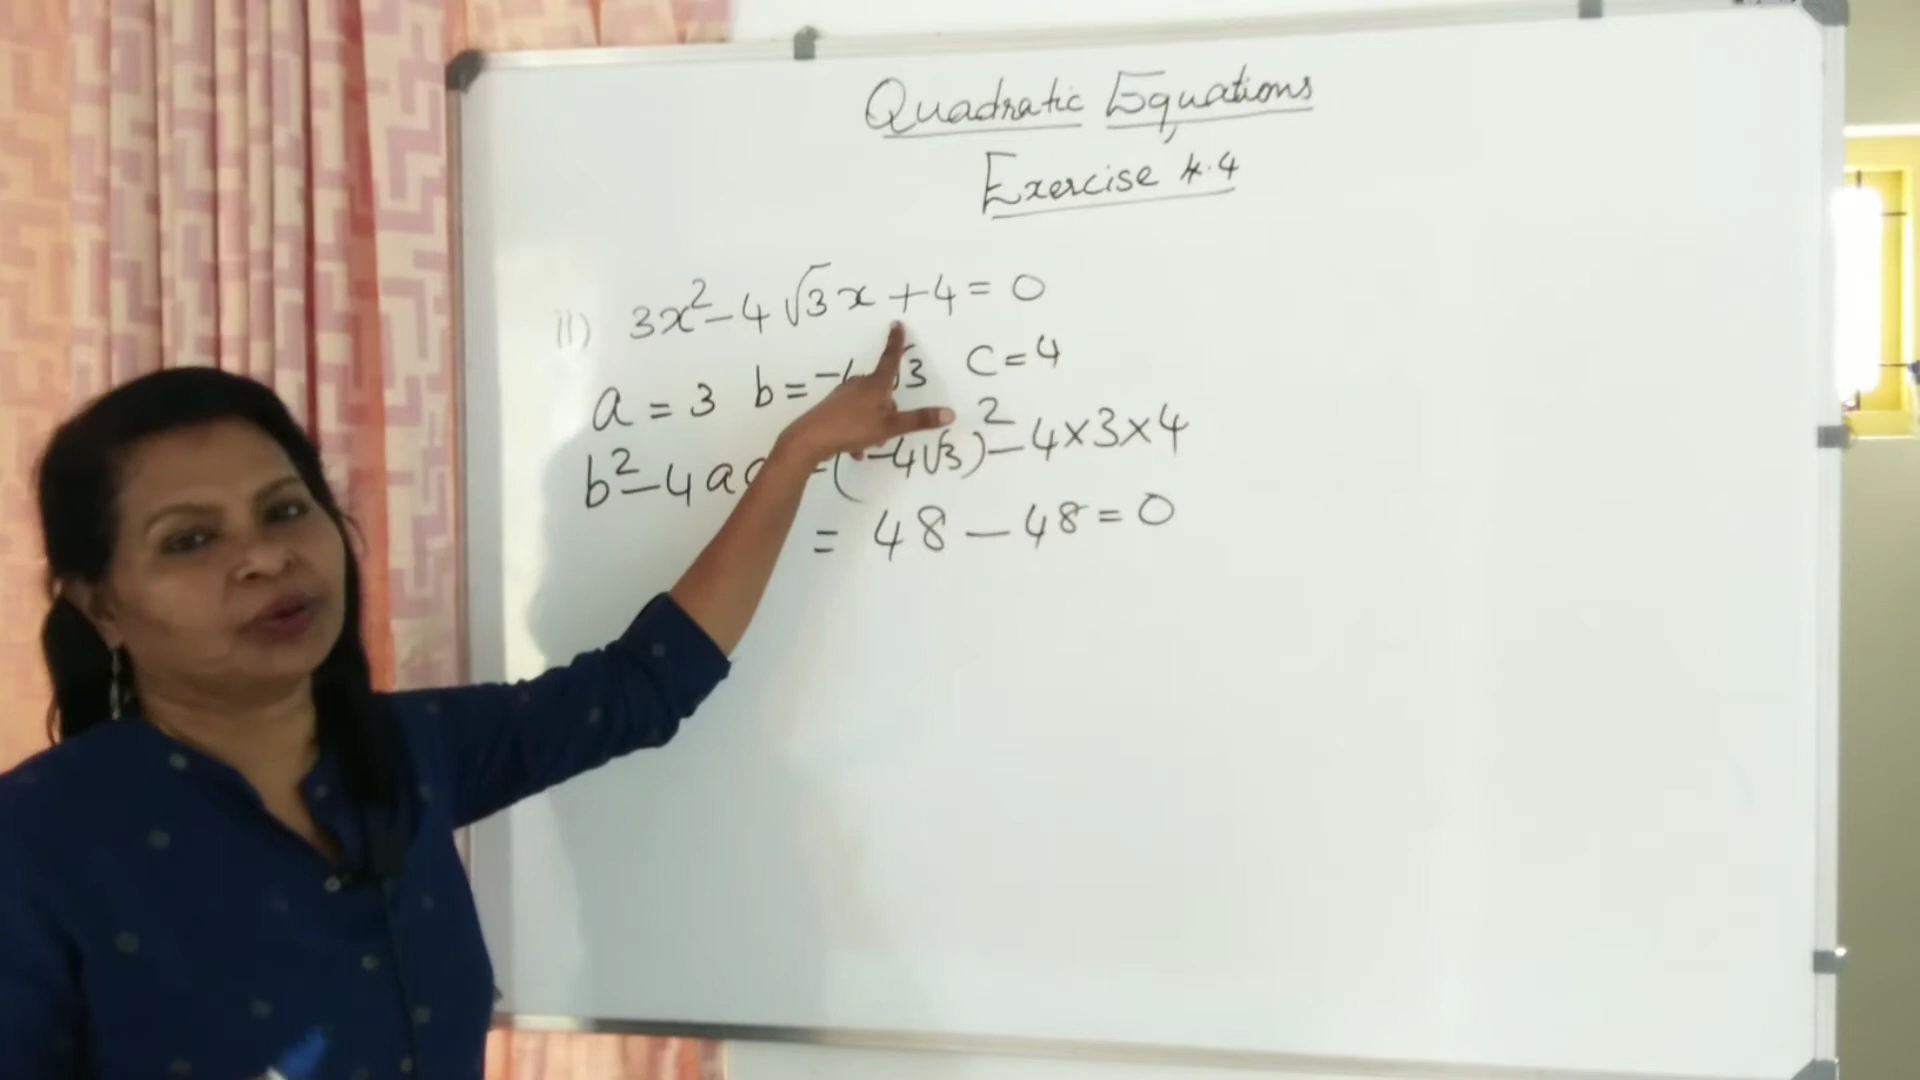 Quadratic Equations
Exercise 4.4
ii) 3x²-4√3x+4=0
a=3 b=-4√3 c=4
b²-4ac=(-4√3)²-4×3×4
= 48-48=0